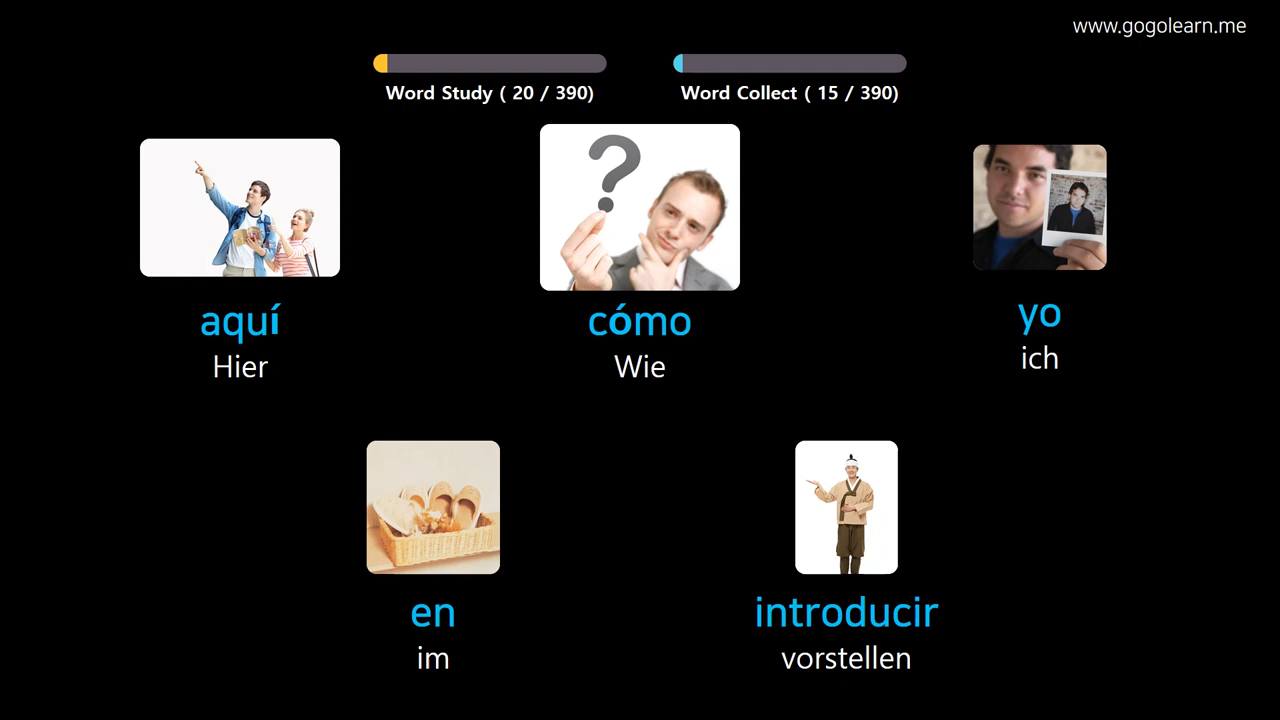 www.gogolearn.me
Word Study ( 20 / 390)
Word Collect ( 15 / 390)
?
aquí
Hier
cómo
Wie
yo
ich
en
im
introducir
vorstellen